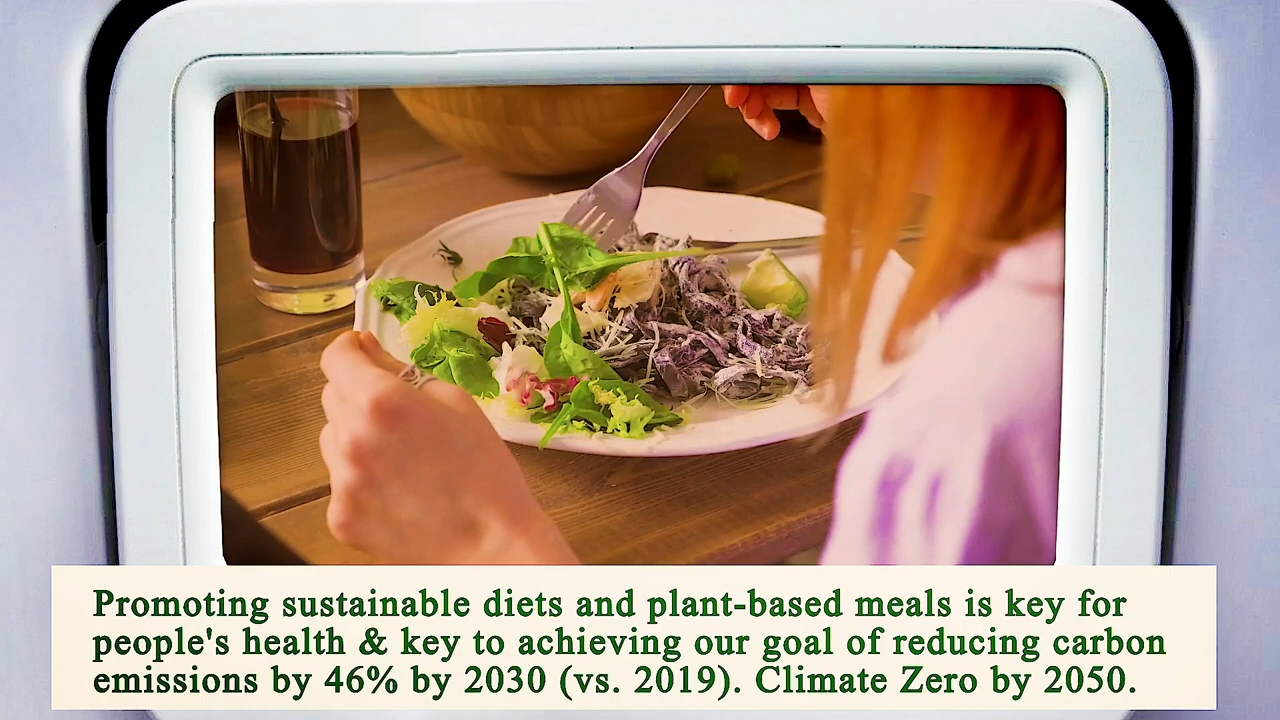 Promoting sustainable diets and plant-based meals is key for
people's health & key to achieving our goal of reducing carbon
emissions by 46% by 2030 (vs. 2019). Climate Zero by 2050.